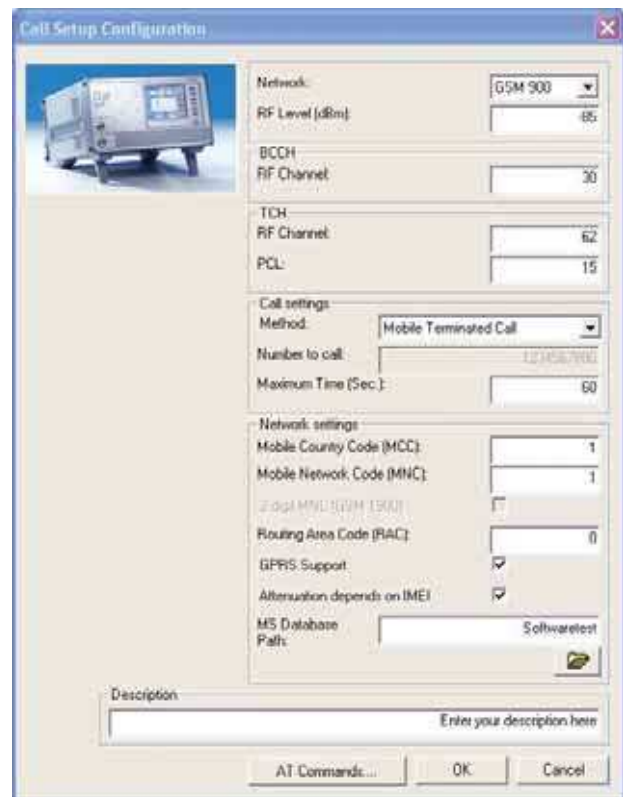 Call Setup Configuration
Network: GSM 900
RF Level (dBm): -85
BCCH
RF Channel: 30
TCH
RF Channel: 62
PCL: 15
Call settings
Method: Mobile Terminated Call
Number to call:
Maximum Time (Sec.): 60
Network settings
Mobile Country Code (MCC): 1
Mobile Network Code (MNC): 1
Routing Area Code (RAC): 0
GPRS Support
Attenuation depends on IMEI
MS Database Path: Softwaretest
Description
Enter your description here
AT Commands...
OK
Cancel